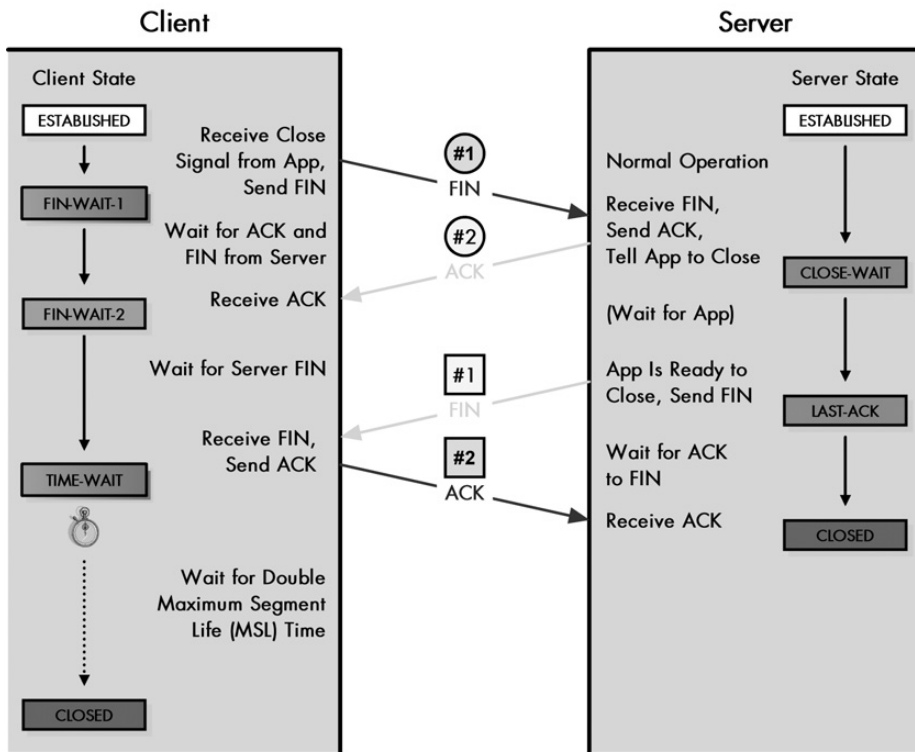 Client
Server
Client State
ESTABLISHED
Receive Close
Signal from App,
Send FIN
FIN-WAIT-1
Wait for ACK and
FIN from Server
Receive ACK
FIN-WAIT-2
Wait for Server FIN
Receive FIN,
Send ACK
TIME-WAIT
Wait for Double
Maximum Segment
Life (MSL) Time
CLOSED
#1
FIN
#2
ACK
#1
FIN
#2
ACK
Server State
ESTABLISHED
Normal Operation
Receive FIN,
Send ACK,
Tell App to Close
CLOSE-WAIT
(Wait for App)
App Is Ready to
Close, Send FIN
LAST-ACK
Wait for ACK
to FIN
Receive ACK
CLOSED